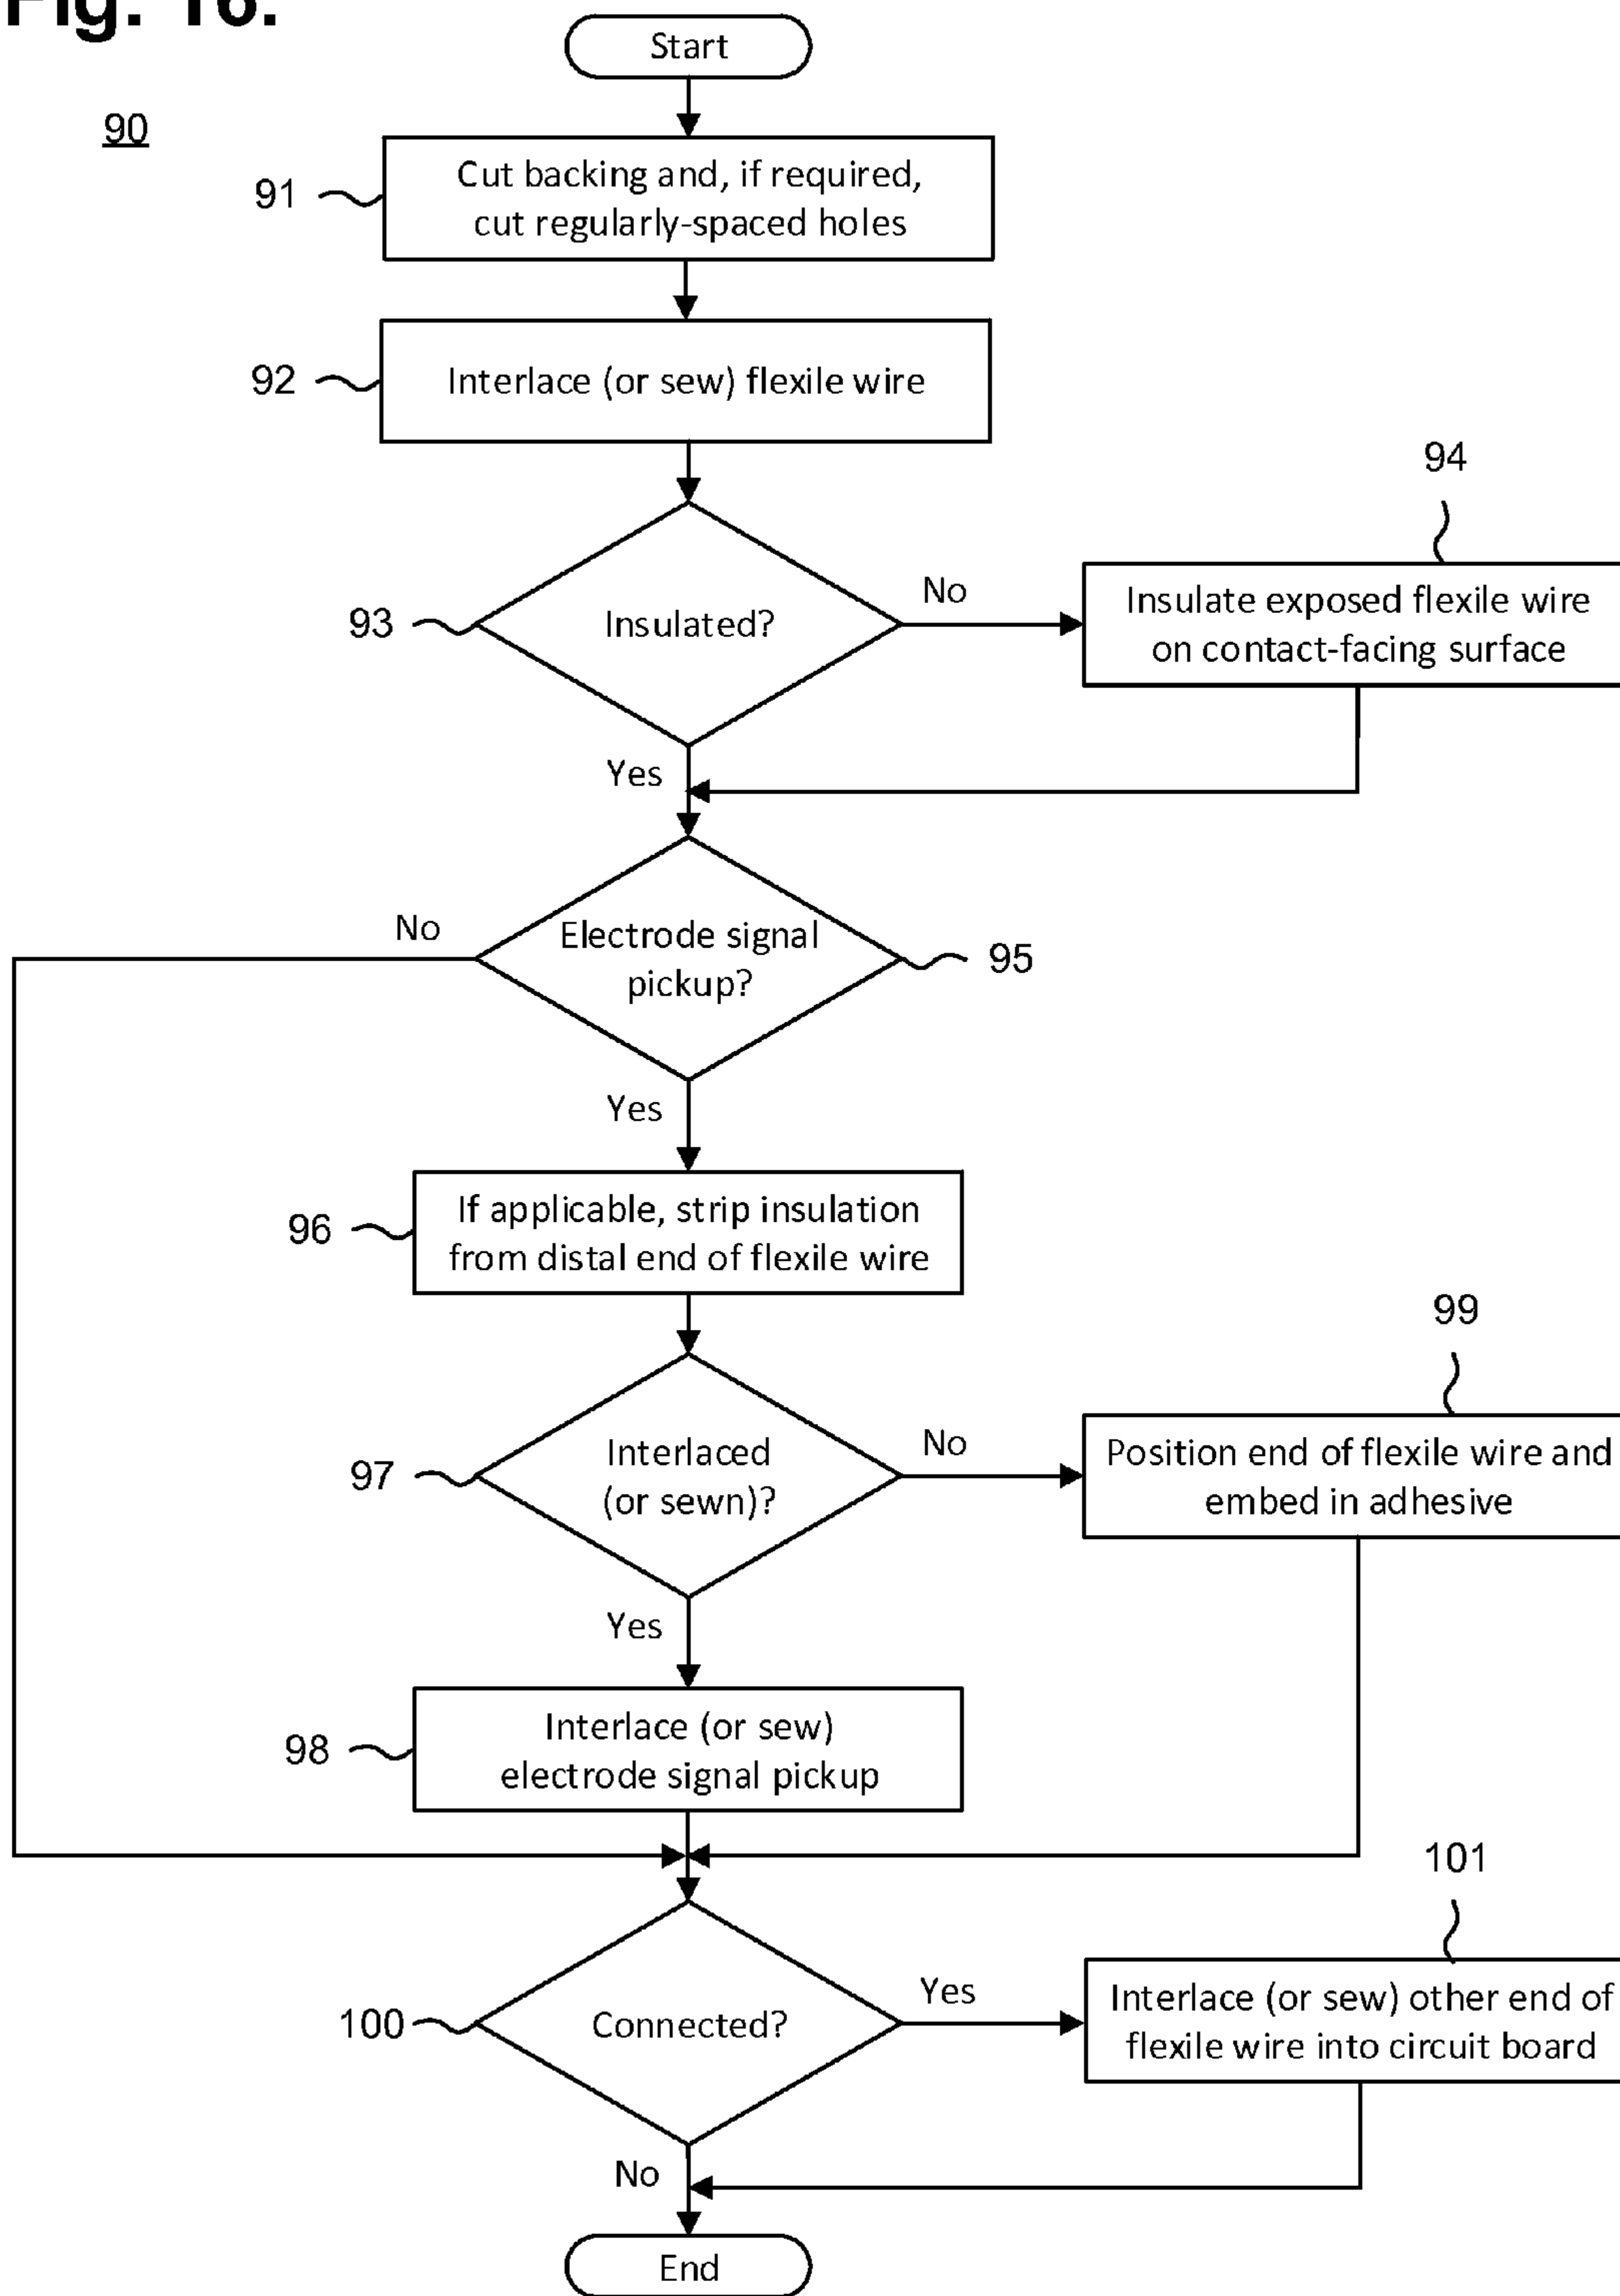 Fig. 16.
Start
90
91
Cut backing and, if required,
cut regularly-spaced holes
92
Interlace (or sew) flexile wire
94
93
Insulated?
No
Insulate exposed flexile wire
on contact-facing surface
Yes
No
Electrode signal
pickup?
95
Yes
96
If applicable, strip insulation
from distal end of flexile wire
99
97
Interlaced
(or sewn)?
No
Position end of flexile wire and
embed in adhesive
Yes
98
Interlace (or sew)
electrode signal pickup
101
100
Connected?
Yes
Interlace (or sew) other end of
flexile wire into circuit board
No
End